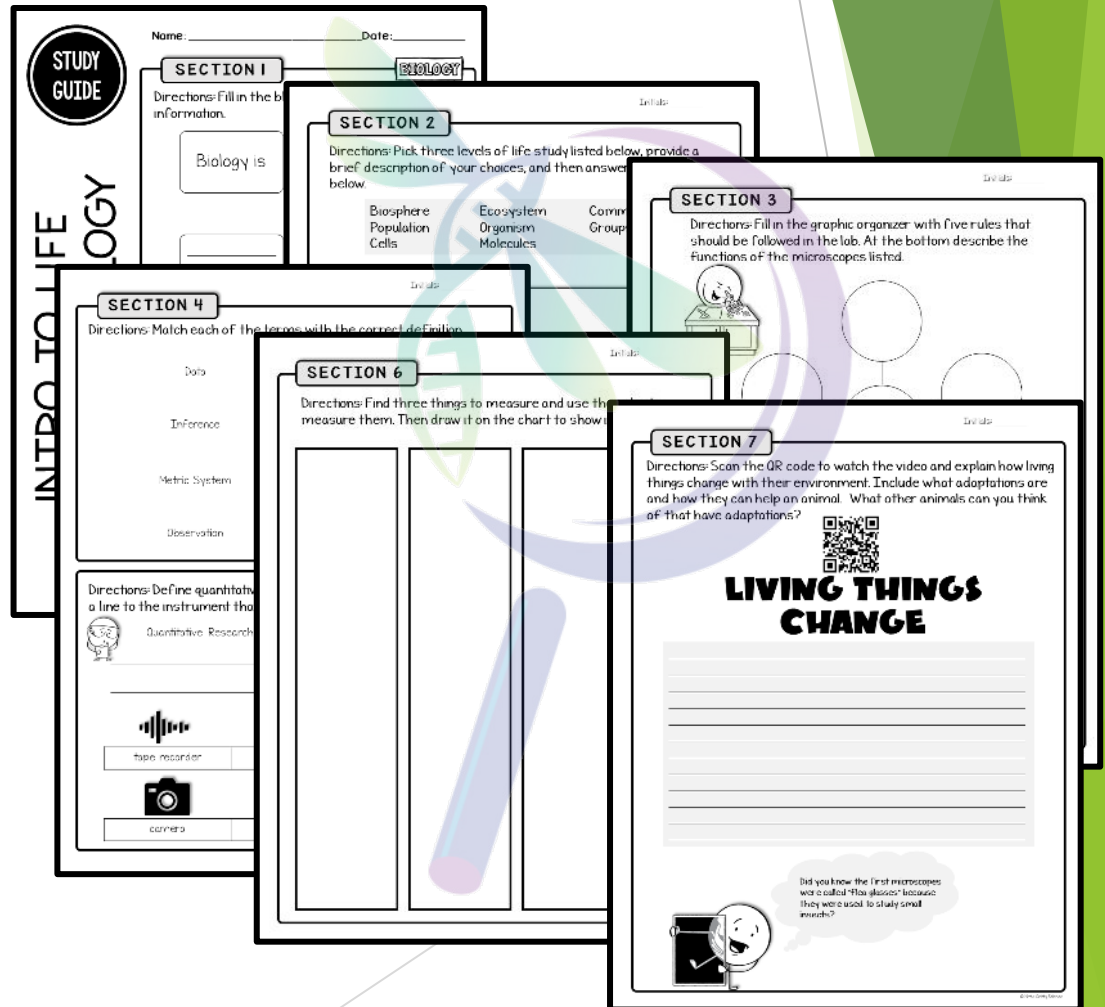 STUDY
GUIDE
INTRO TO LIFE
LOGY
Name: Date:
SECTION 1
BIOLOGY
Directions: Fill in the bl
information.
Biology is
Initials:
SECTION 2
Directions: Pick three levels of life study listed below, provide a
brief description of your choices, and then answer
below.
Biosphere Ecosystem Comm
Population Organism Group
Cells Molecules
Initials:
SECTION 3
Directions: Fill in the graphic organizer with five rules that
should be followed in the lab. At the bottom describe the
functions of the microscopes listed.
Initials:
SECTION 4
Directions: Match each of the terms with the correct definition
Data
Inference
Metric System
Observation
Directions: Define quantitativ
a line to the instrument tha
Quantitative Research
tape recorder
camera
Initials:
SECTION 6
Directions: Find three things to measure and use the
measure them. Then draw it on the chart to show
Initials:
SECTION 7
Directions: Scan the QR code to watch the video and explain how living
things change with their environment. Include what adaptations are
and how they can help an animal. What other animals can you think
of that have adaptations?
LIVING THINGS
CHANGE
Did you know the first microscopes
were called "flea glasses" because
they were used to study small
insects?